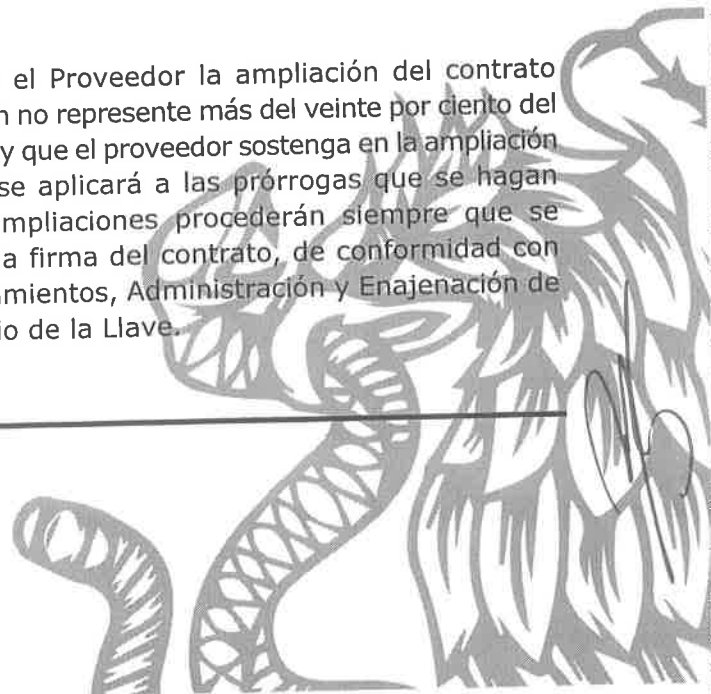 el Proveedor la ampliación del contrato
no represente más del veinte por ciento del
y que el proveedor sostenga en la ampliación
se aplicará a las prórrogas que se hagan
mpliaciones procederán siempre que se
a firma del contrato, de conformidad con
amientos, Administración y Enajenación de
io de la Llave.